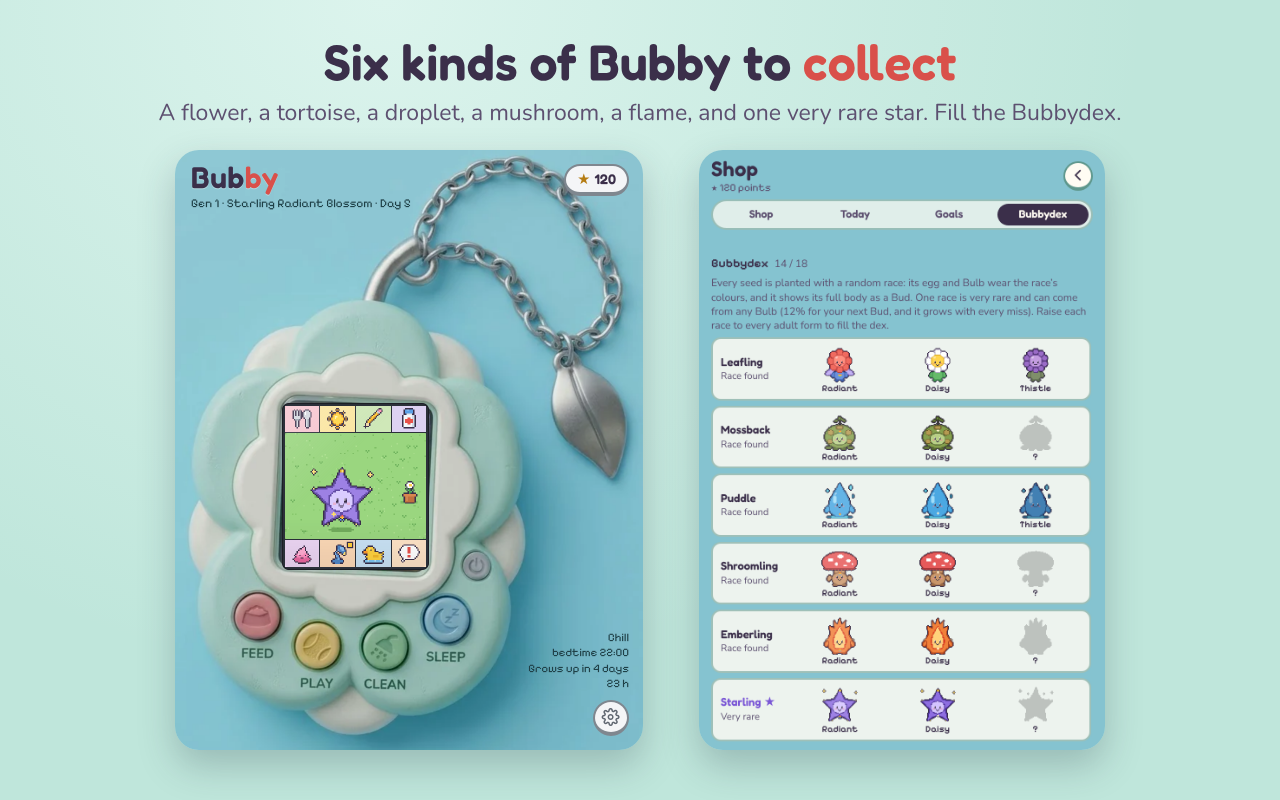 Six kinds of Bubby to collect
A flower, a tortoise, a droplet, a mushroom, a flame, and one very rare star. Fill the Bubbydex.
Bubby
★ 120
Gen 1 · Starling Radiant Blossom · Day 8
FEED
PLAY
CLEAN
SLEEP
Chill
bedtime 22:00
Grows up in 4 days
23 h
Shop
★ 120 points
Shop
Today
Goals
Bubbydex
Bubbydex 14 / 18
Every seed is planted with a random race: its egg and Bulb wear the race's
colours, and it shows its full body as a Bud. One race is very rare and can come
from any Bulb (12% for your next Bud, and it grows with every miss). Raise each
race to every adult form to fill the dex.
Leafling
Race found
Radiant
Daisy
Thistle
Mossback
Race found
Radiant
Daisy
?
Puddle
Race found
Radiant
Daisy
Thistle
Shroomling
Race found
Radiant
Daisy
?
Emberling
Race found
Radiant
Daisy
?
Starling ★
Very rare
Radiant
Daisy
?